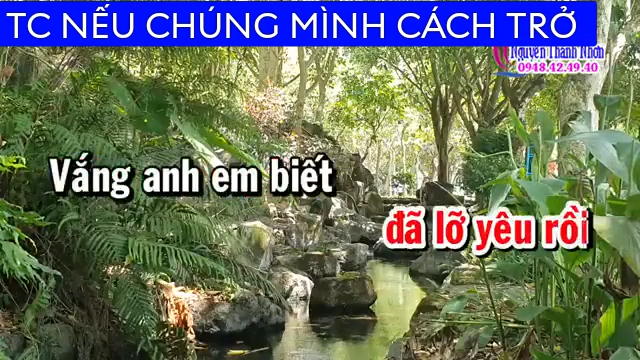 TC NẾU CHÚNG MÌNH CÁCH TRỞ
Nguyễn Thanh Nhơn
0948.42.49.40
Vắng anh em biết
đã lỡ yêu rồi